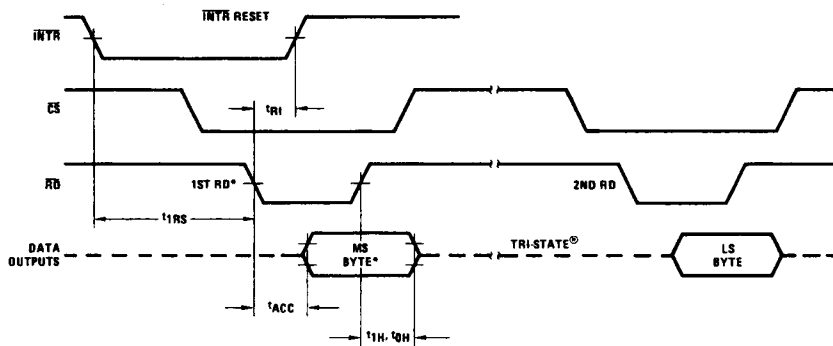 INTR RESET
INTR
CS
tRI
RD
1ST RD*
2ND RD
t1RS
DATA
OUTPUTS
MS
BYTE*
TRI-STATE®
LS
BYTE
tACC
t1H, t0H